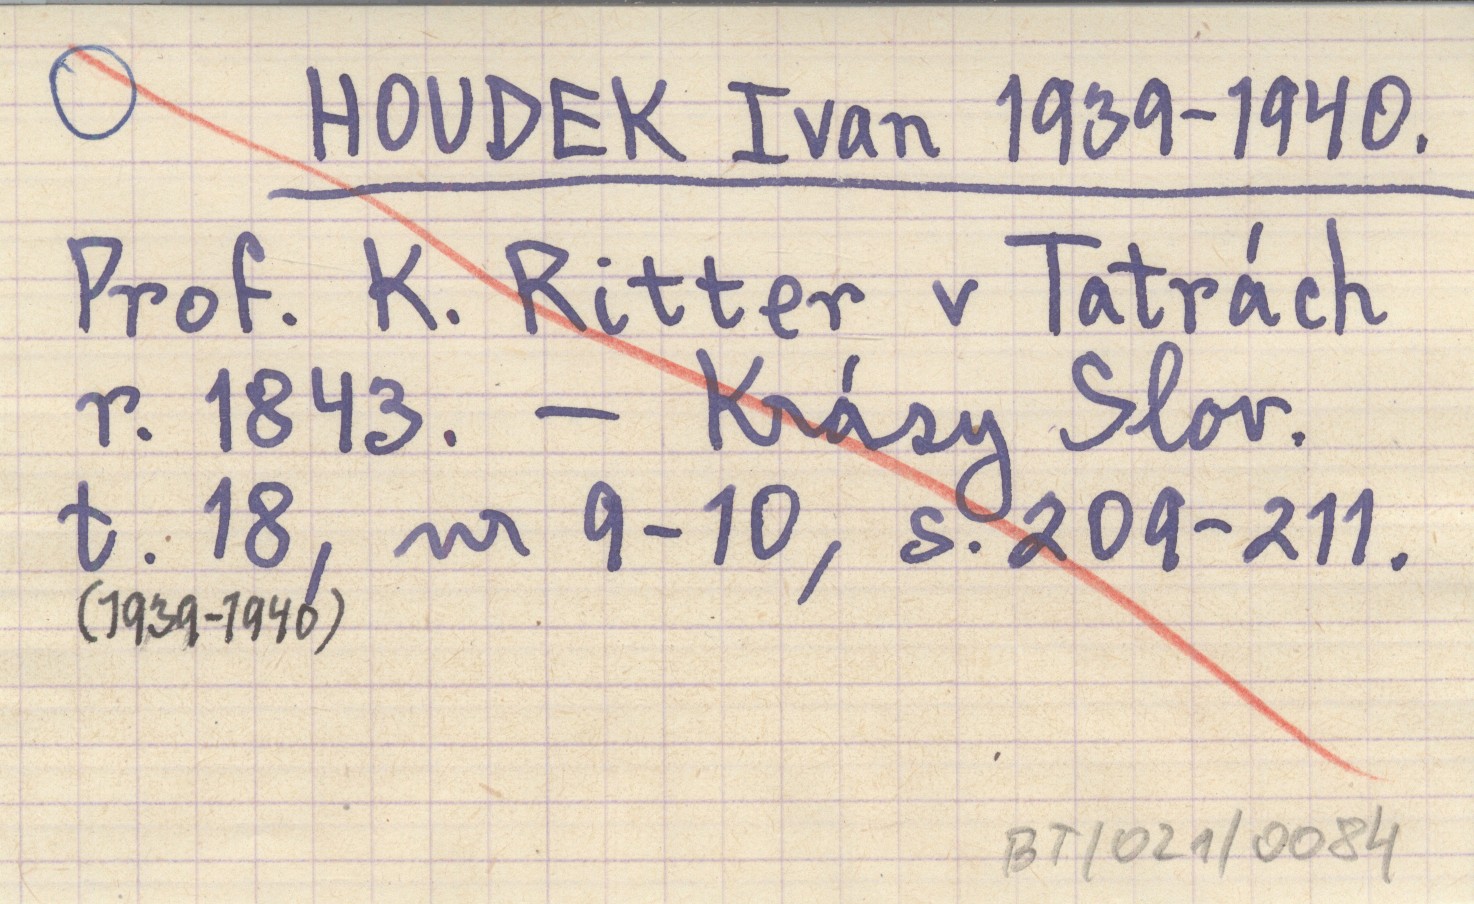 HOUDEK Ivan 1939-1940.
Prof. K. Ritter v Tatrách
r. 1843. — Krásy Slov.
t. 18, nr 9-10, s. 209-211.
(1939-1940)
BT/021/0084